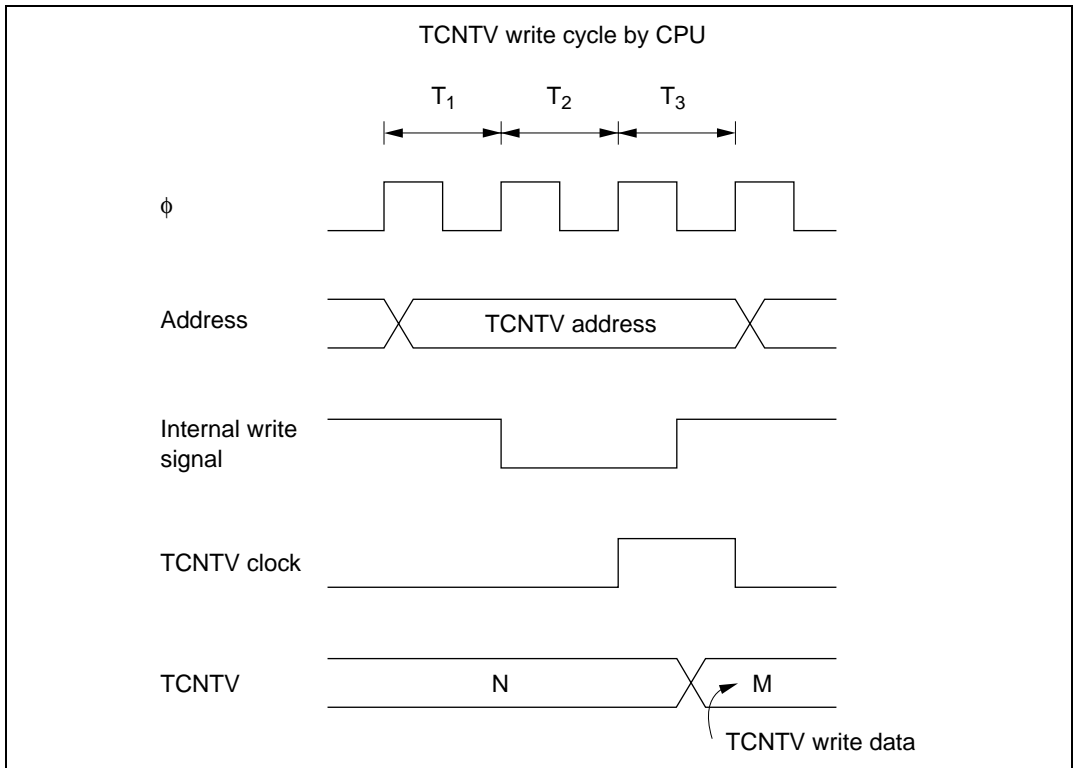 TCNTV write cycle by CPU
T1 T2 T3
ϕ
Address
TCNTV address
Internal write
signal
TCNTV clock
TCNTV
N
M
TCNTV write data